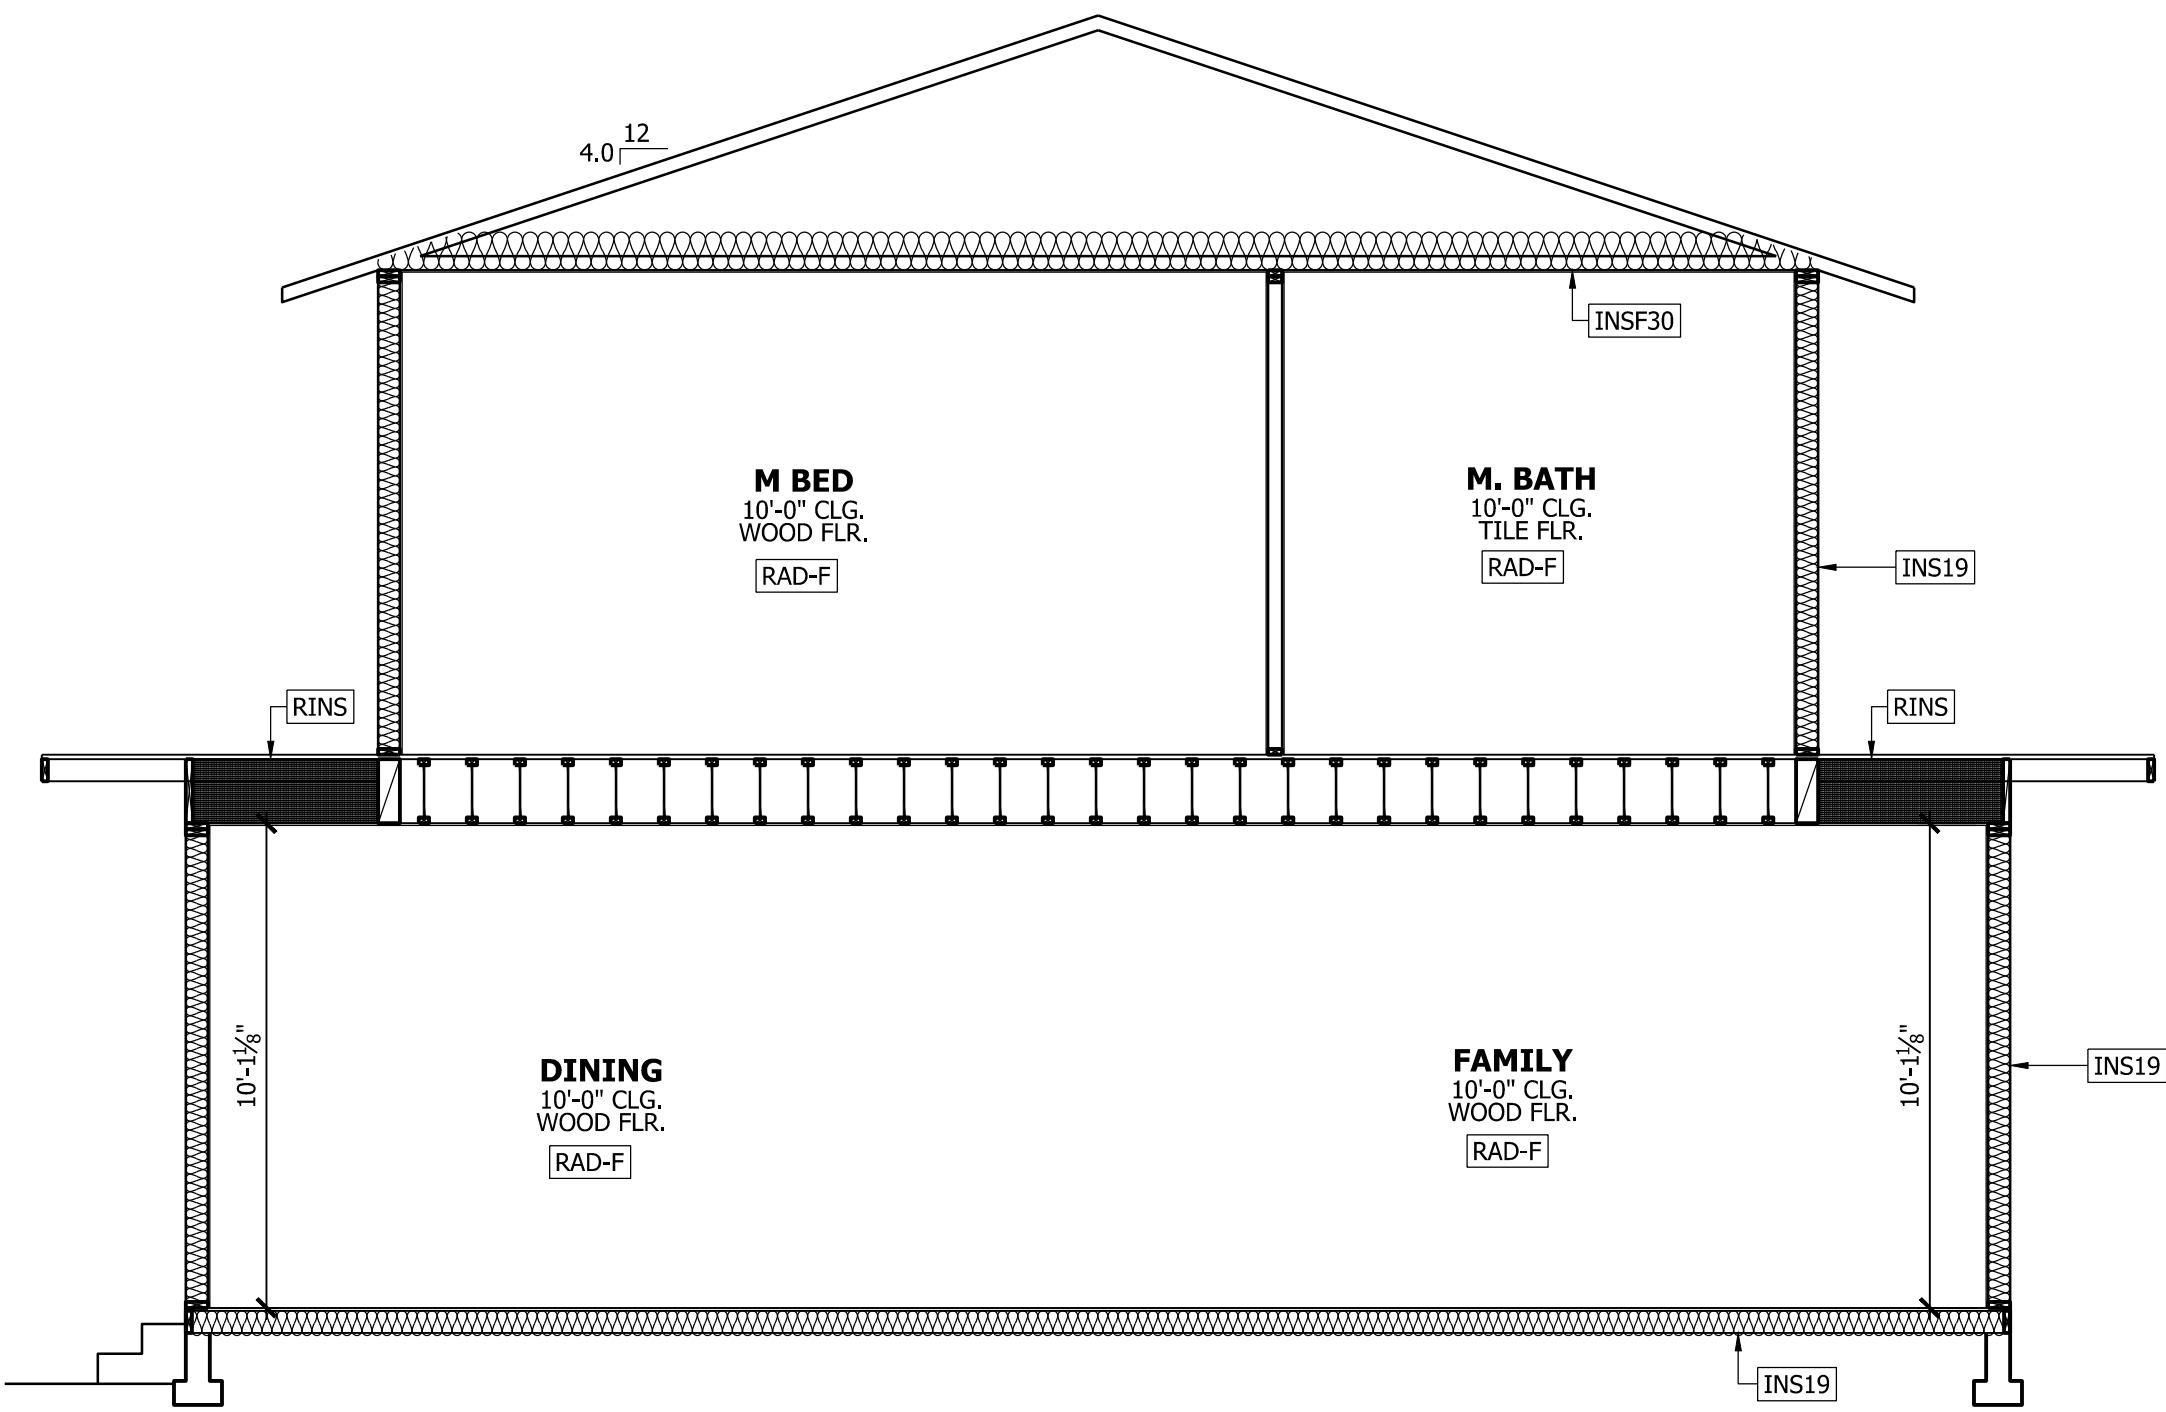 12
4.0
INSF30
M BED
10'-0" CLG.
WOOD FLR.
RAD-F
M. BATH
10'-0" CLG.
TILE FLR.
RAD-F
INS19
RINS
RINS
10'-1⅛"
DINING
10'-0" CLG.
WOOD FLR.
RAD-F
FAMILY
10'-0" CLG.
WOOD FLR.
RAD-F
10'-1⅛"
INS19
INS19